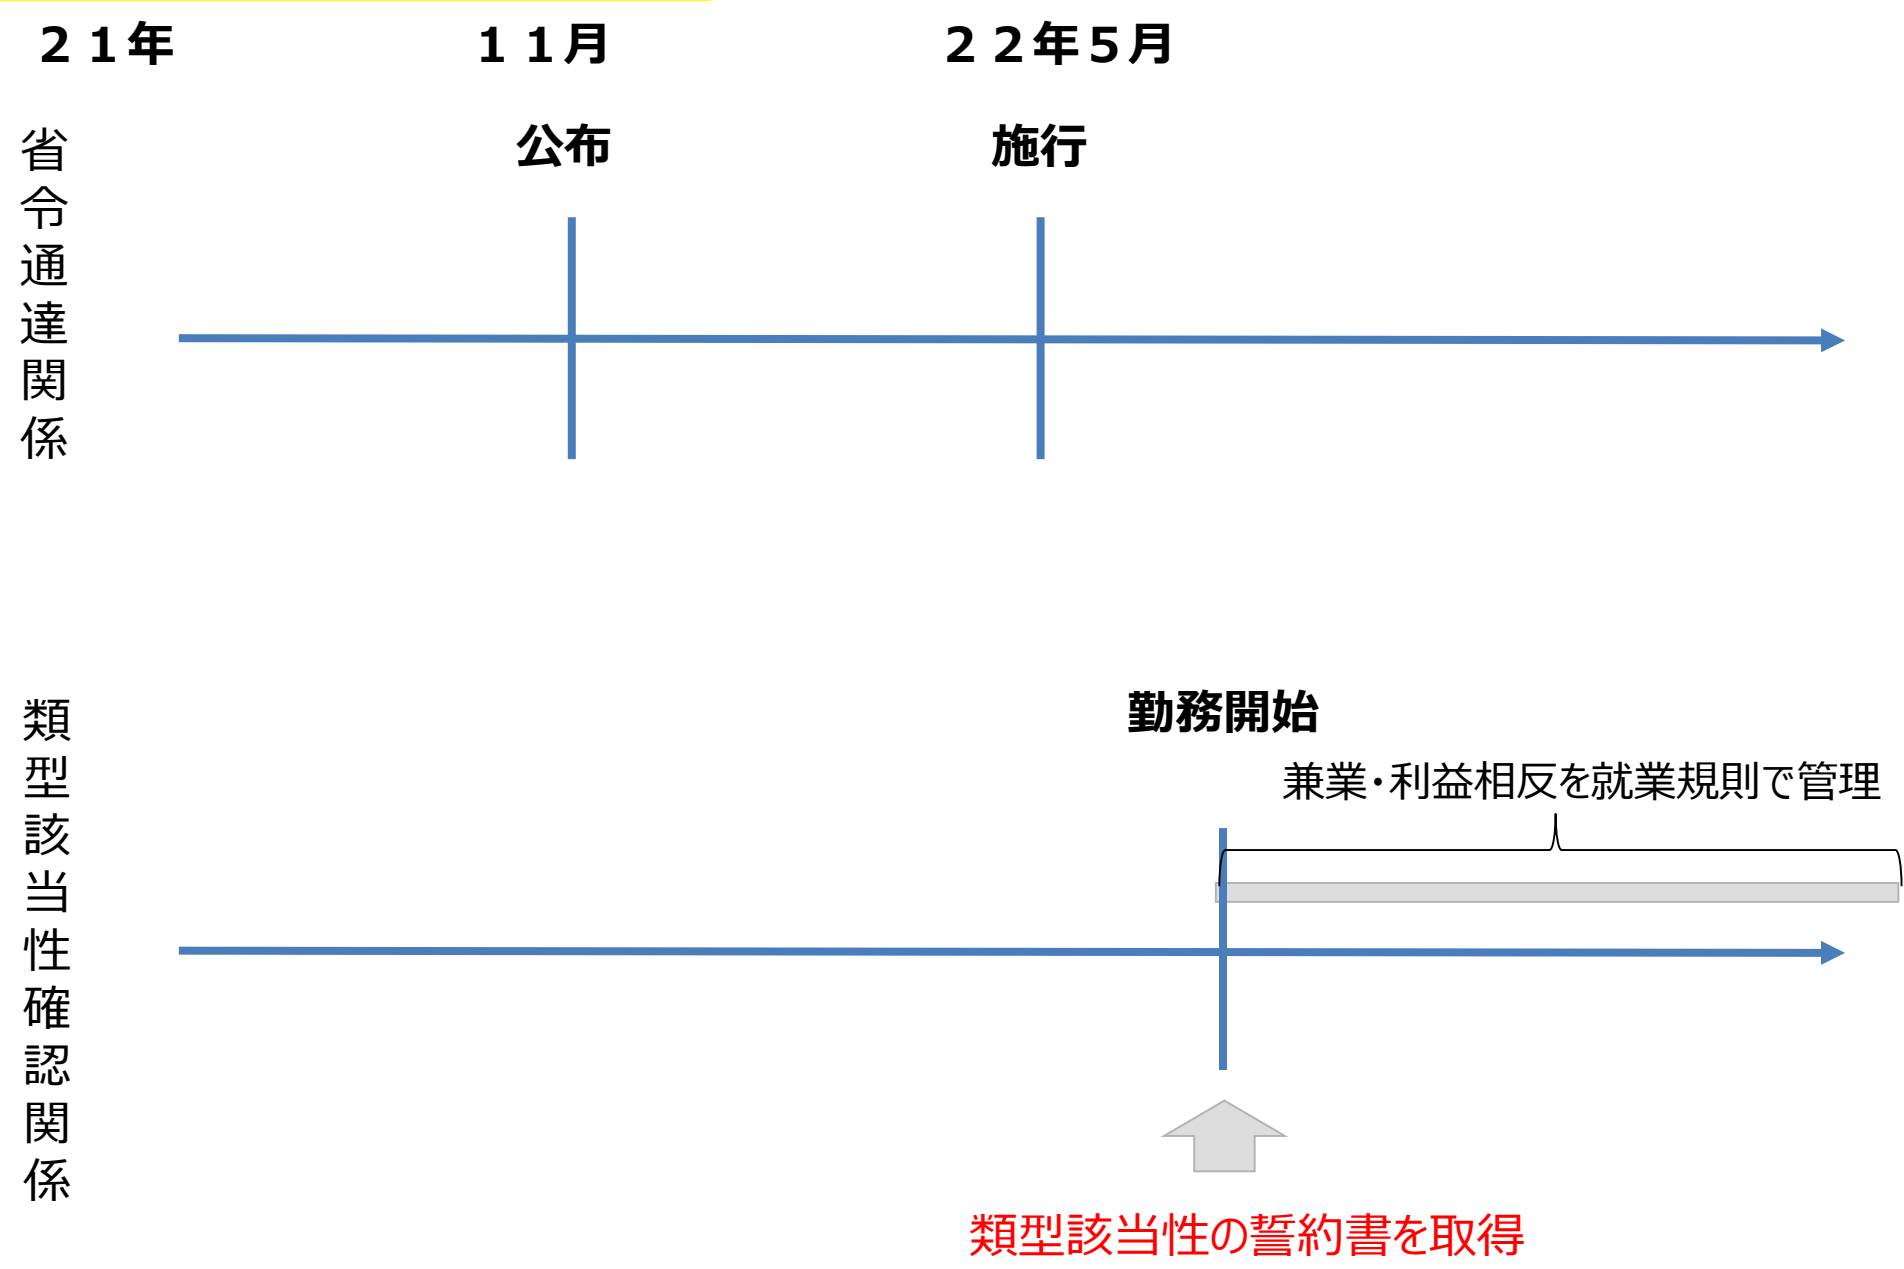 ２１年
１１月
２２年５月
公布
施行
省令通達関係
勤務開始
兼業・利益相反を就業規則で管理
類型該当性確認関係
類型該当性の誓約書を取得